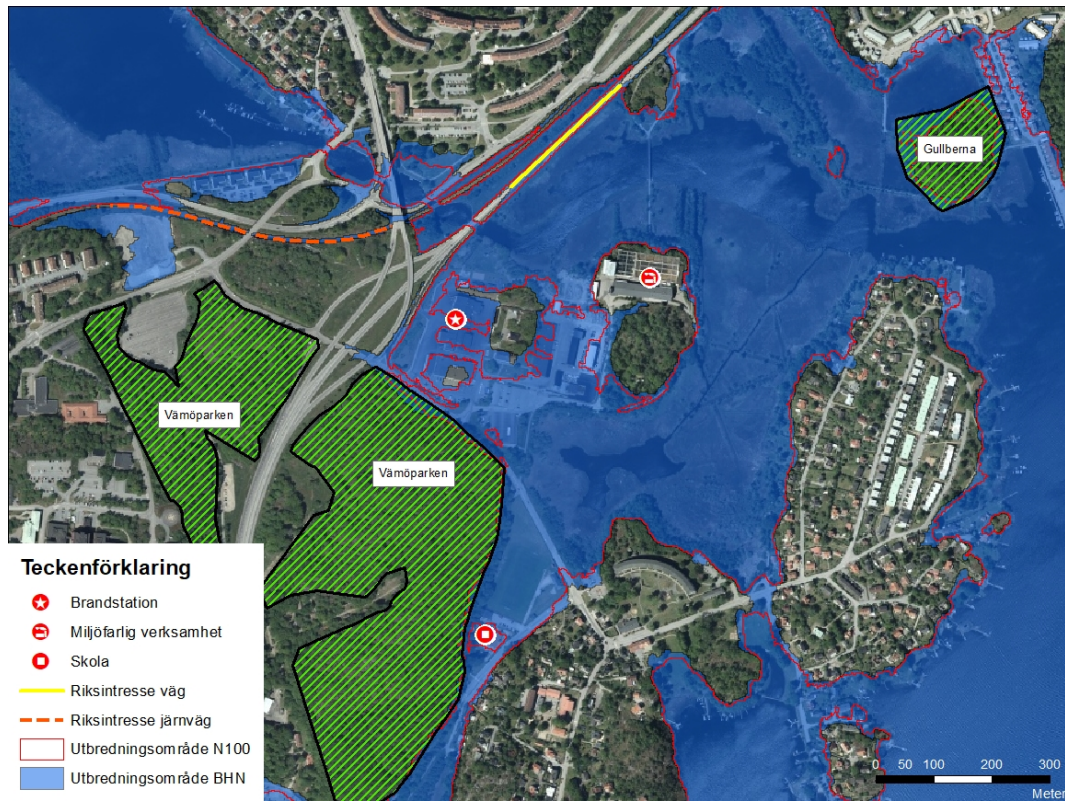 Gullberna
Vämöparken
Vämöparken
Teckenförklaring
Brandstation
Miljöfarlig verksamhet
Skola
Riksintresse väg
Riksintresse järnväg
Utbredningsområde N100
Utbredningsområde BHN
0 50 100 200 300
Meter